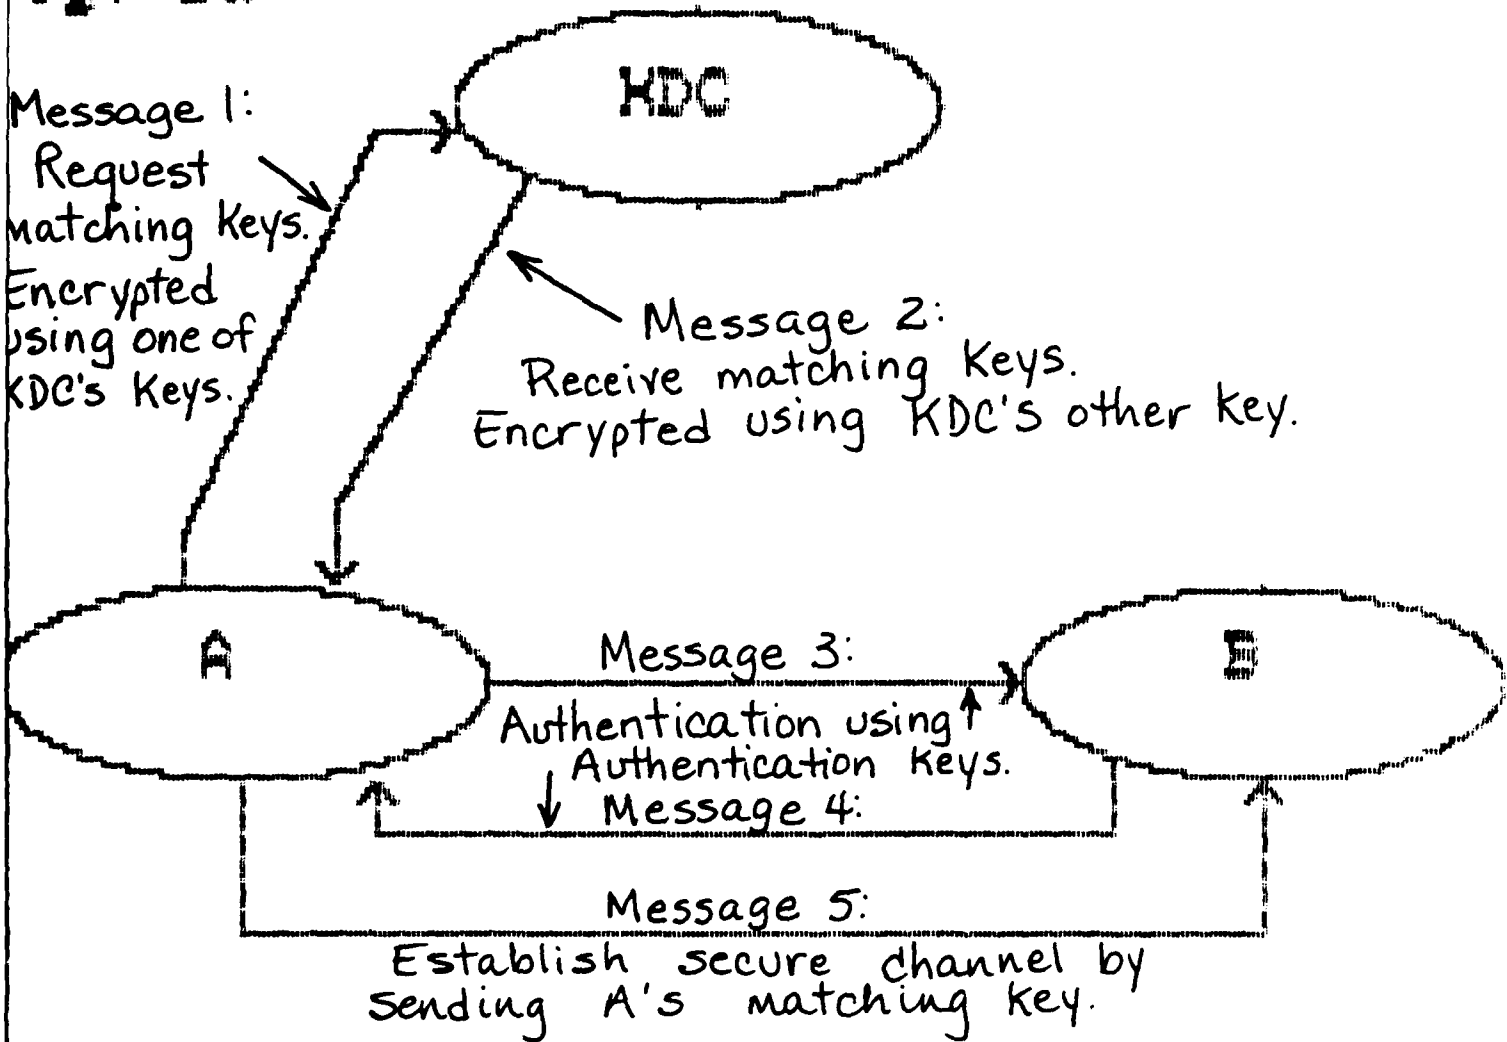 KDC
Message 1:
Request
matching keys.
Encrypted
using one of
KDC's keys.
Message 2:
Receive matching keys.
Encrypted using KDC's other key.
A
B
Message 3:
Authentication using
Authentication keys.
Message 4:
Message 5:
Establish secure channel by
sending A's matching key.